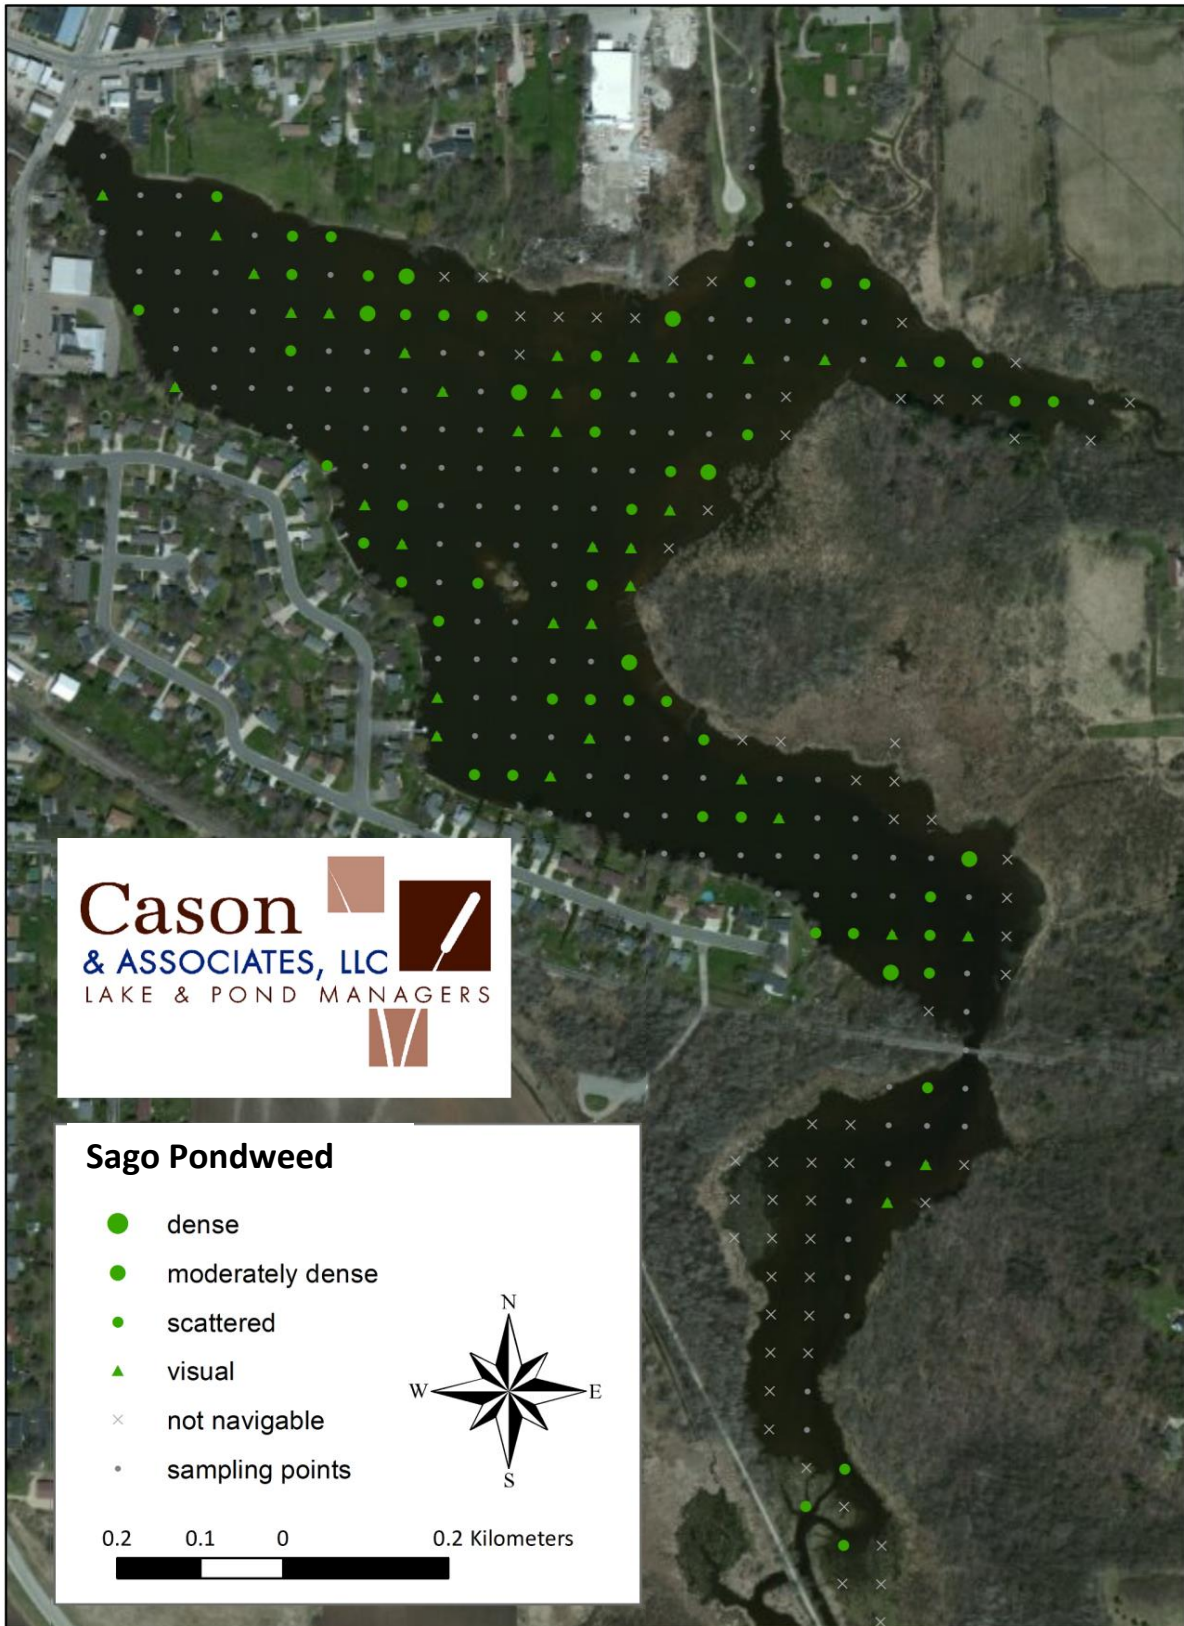 Cason
& ASSOCIATES, LLC
LAKE & POND MANAGERS
Sago Pondweed
dense
moderately dense
scattered
visual
not navigable
sampling points
N
W E
S
0.2 0.1 0 0.2 Kilometers